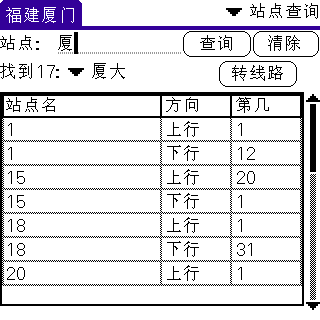 福建厦门 站点查询
站点: 厦 查询 清除
找到17: 厦大 转线路
站点名 方向 第几
1 上行 1
1 下行 12
15 上行 20
15 下行 1
18 上行 1
18 下行 31
20 上行 1